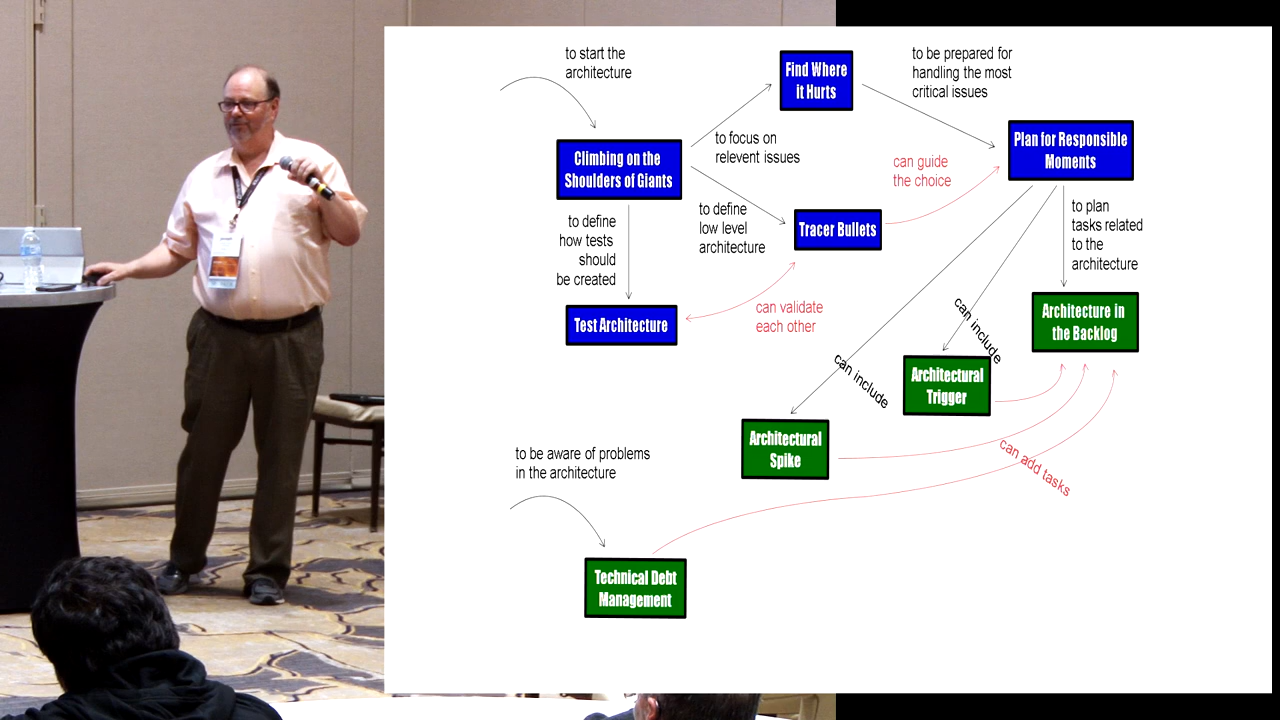 to start the
architecture
Find Where
it Hurts
to be prepared for
handling the most
critical issues
Climbing on the
Shoulders of Giants
to focus on
relevent issues
Plan for Responsible
Moments
can guide
the choice
to define
how tests
should
be created
to define
low level
architecture
Tracer Bullets
to plan
tasks related
to the
architecture
Test Architecture
can validate
each other
can include
can include
Architecture in
the Backlog
Architectural
Trigger
Architectural
Spike
can add tasks
to be aware of problems
in the architecture
Technical Debt
Management